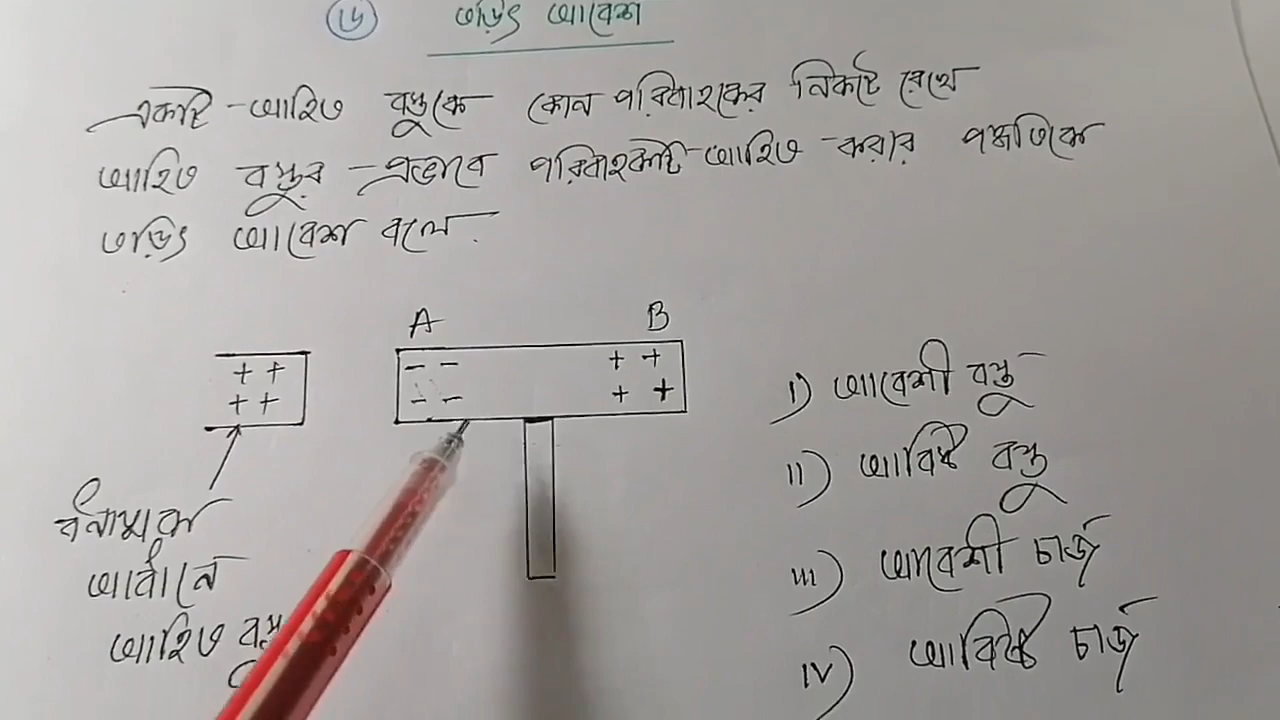 ৬ তড়িৎ আবেশ
একটি আহিত বস্তুকে কোন পরিবাহকের নিকটে রেখে
আহিত বস্তুর প্রভাবে পরিবাহকটি আহিত করার পদ্ধতিকে
তড়িৎ আবেশ বলে.
A B
+ + - - + +
+ + - - + +
ধনাত্মক
আধানে
আহিত বস্তু
i) আবেশী বস্তু
ii) আবিষ্ট বস্তু
iii) আবেশী চার্জ
iv) আবিষ্ট চার্জ